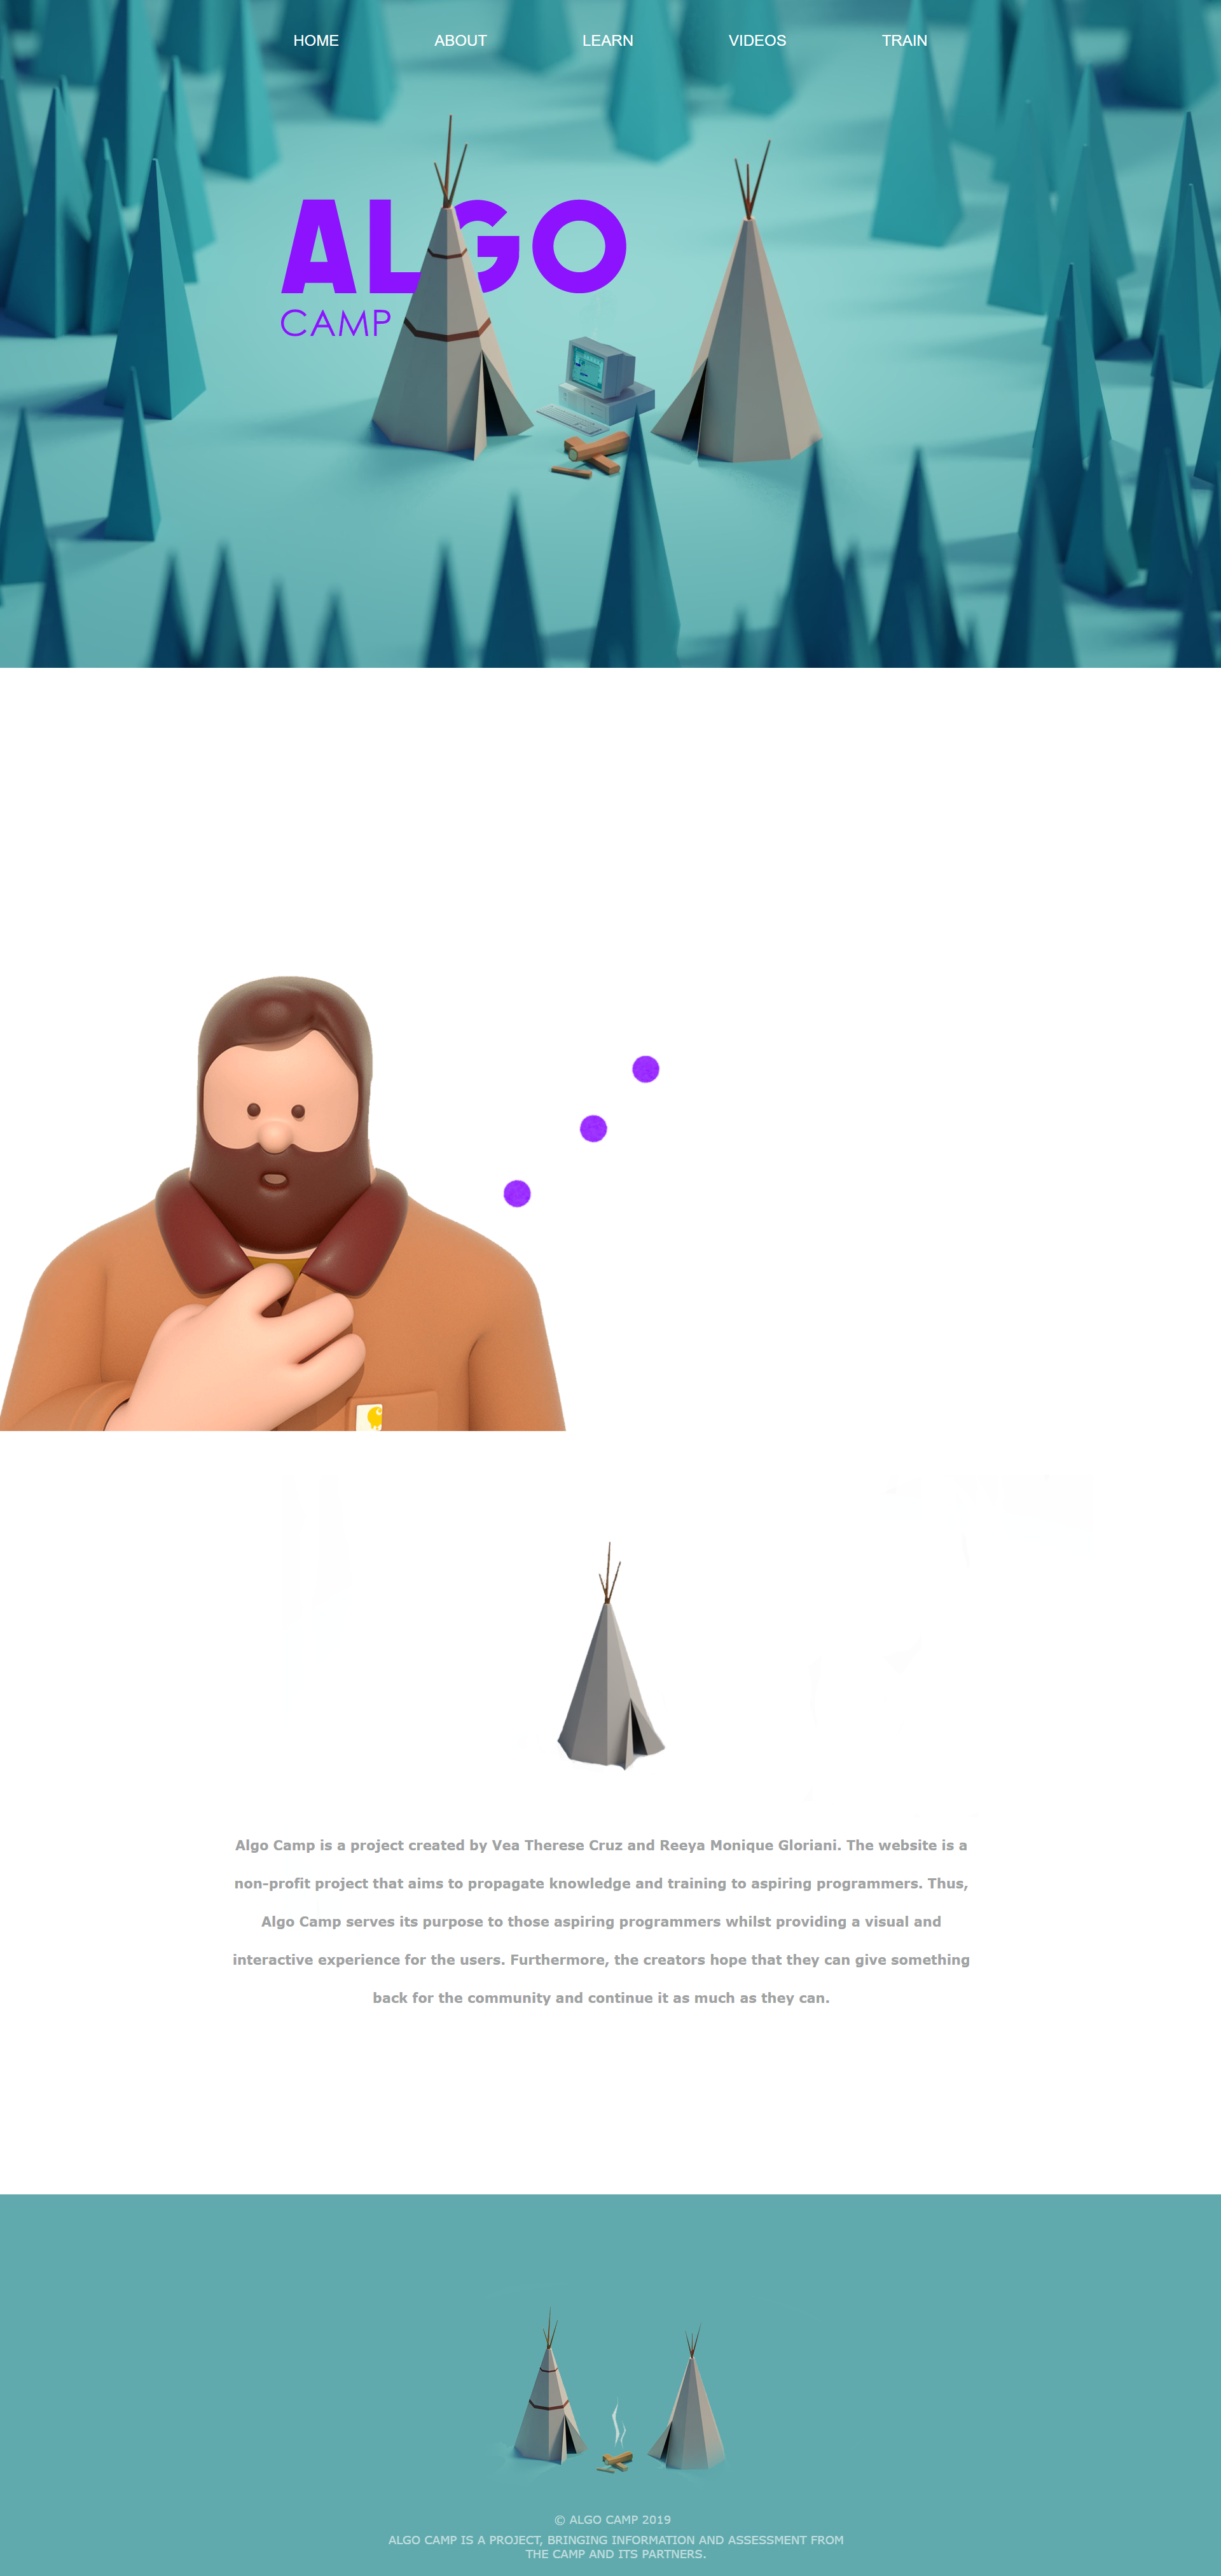 HOME ABOUT LEARN VIDEOS TRAIN
ALGO
CAMP
Algo Camp is a project created by Vea Therese Cruz and Reeya Monique Gloriani. The website is a
non-profit project that aims to propagate knowledge and training to aspiring programmers. Thus,
Algo Camp serves its purpose to those aspiring programmers whilst providing a visual and
interactive experience for the users. Furthermore, the creators hope that they can give something
back for the community and continue it as much as they can.
© ALGO CAMP 2019
ALGO CAMP IS A PROJECT, BRINGING INFORMATION AND ASSESSMENT FROM
THE CAMP AND ITS PARTNERS.